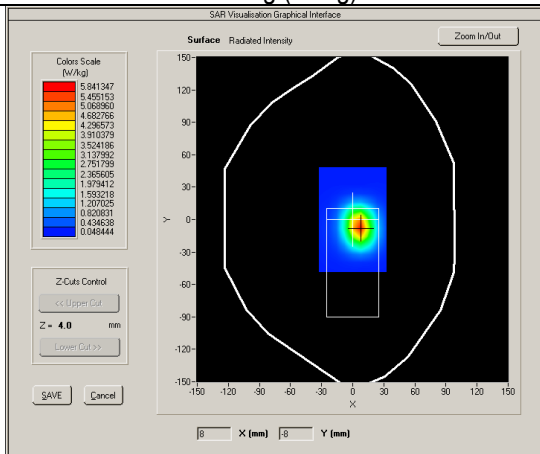 SAR Visualisation Graphical Interface
Surface Radiated Intensity
Zoom In/Out
Colors Scale
(W/kg)
5.841347
5.455153
5.068960
4.682766
4.296573
3.910379
3.524186
3.137992
2.751799
2.365605
1.979412
1.593218
1.207025
0.820831
0.434638
0.048444
150
120
90
60
30
0
-30
-60
-90
-120
-150
Y
-150 -120 -90 -60 -30 0 30 60 90 120 150
X
Z-Cuts Control
<< Upper Cut
Z = 4.0 mm
Lower Cut >>
SAVE Cancel
8 X (mm) -8 Y (mm)